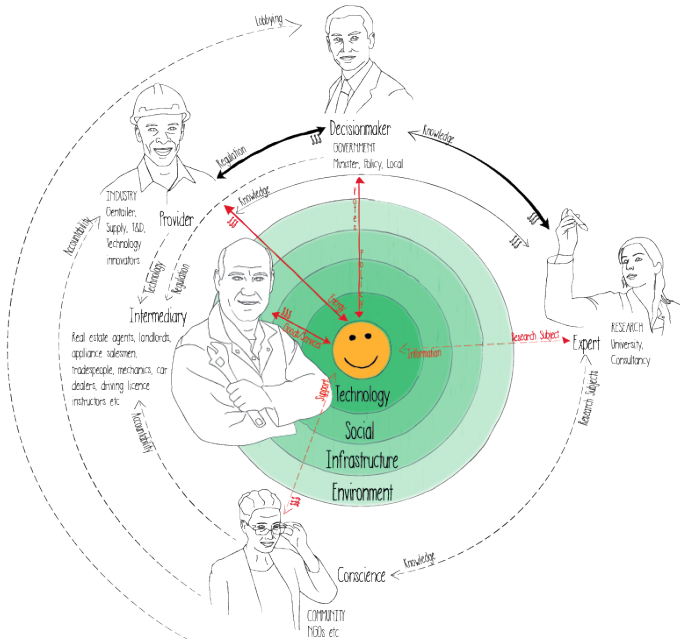 Lobbying
Decisionmaker
GOVERNMENT
Minister, Policy, Local
Regulation
$$$
Knowledge
$$$
INDUSTRY
Gentailer,
Supply, T&D,
Technology
innovators
Provider
Knowledge
$$$
$$$
Accountability
Technology
Regulation
Intermediary
Real estate agents, landlords,
appliance salesmen,
tradespeople, mechanics, car
dealers, driving licence
instructors etc
Energy
$$$
Goods/Services
Information
Research Subject
Expert
RESEARCH
University,
Consultancy
Research Subjects
Support
$$$
Technology
Social
Infrastructure
Environment
Accountability
Knowledge
Conscience
COMMUNITY
NGOs etc